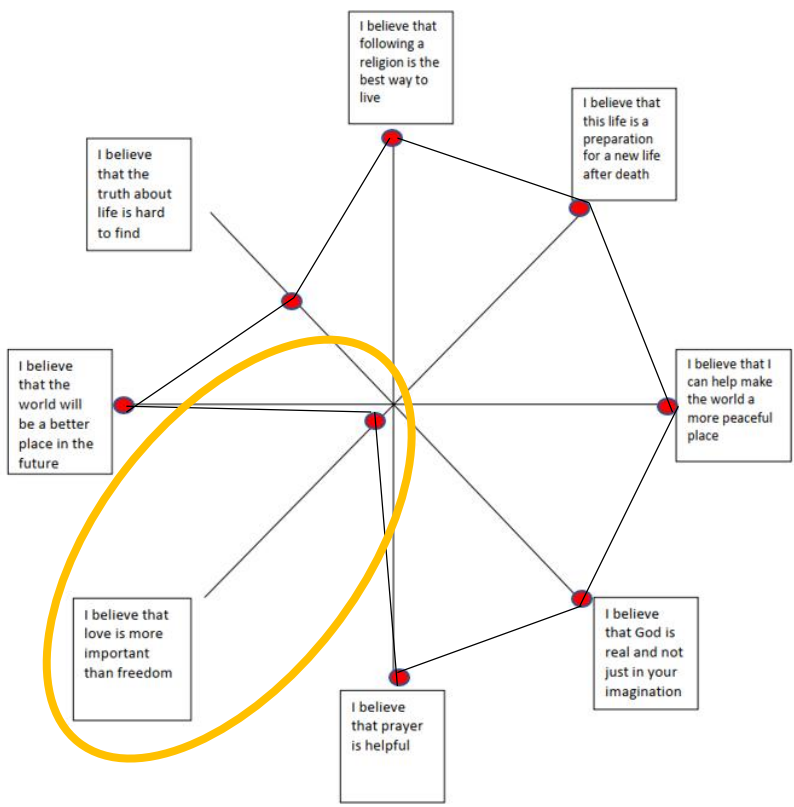 I believe that
following a
religion is the
best way to
live
I believe that
this life is a
preparation
for a new life
after death
I believe that I
can help make
the world a
more peaceful
place
I believe
that God is
real and not
just in your
imagination
I believe
that prayer
is helpful
I believe that
love is more
important
than freedom
I believe
that the
world will
be a better
place in the
future
I believe
that the
truth about
life is hard
to find